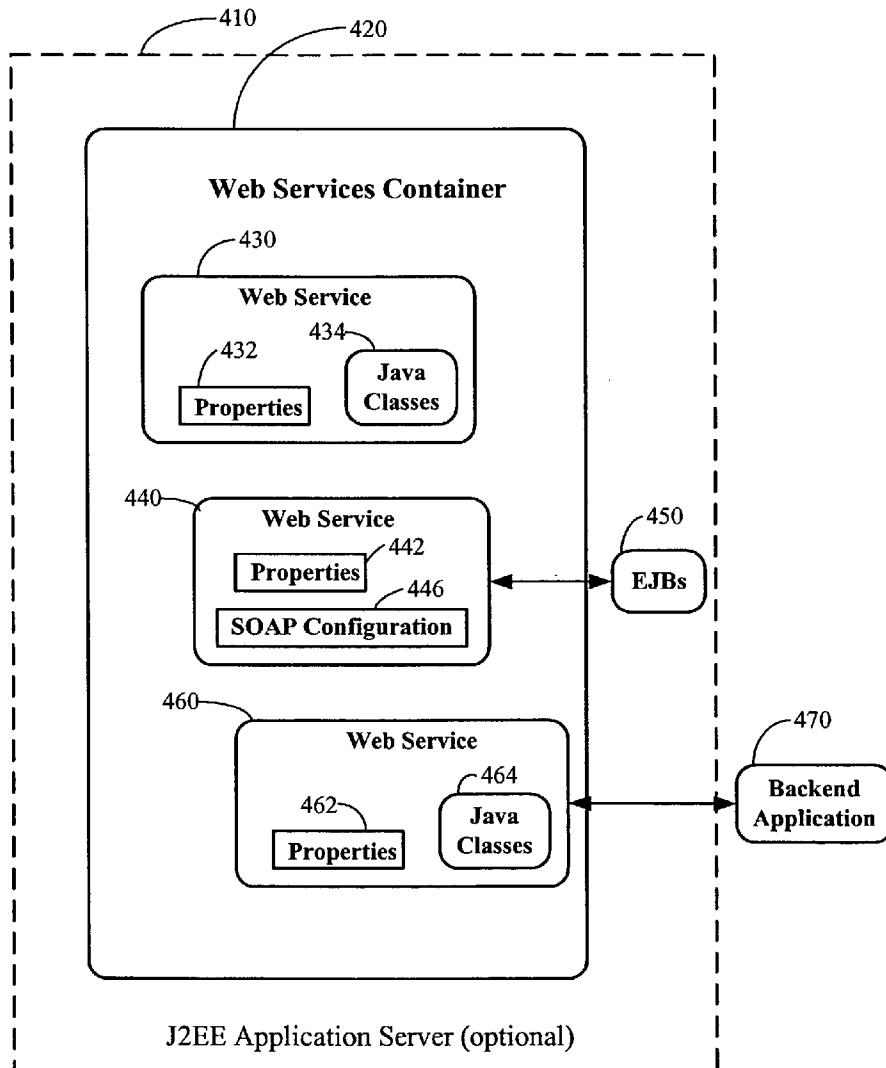 410
420
Web Services Container
430
Web Service
434
432
Java
Classes
Properties
440
Web Service
442
Properties
446
SOAP Configuration
450
EJBs
460
Web Service
470
464
462
Java
Classes
Properties
Backend
Application
J2EE Application Server (optional)